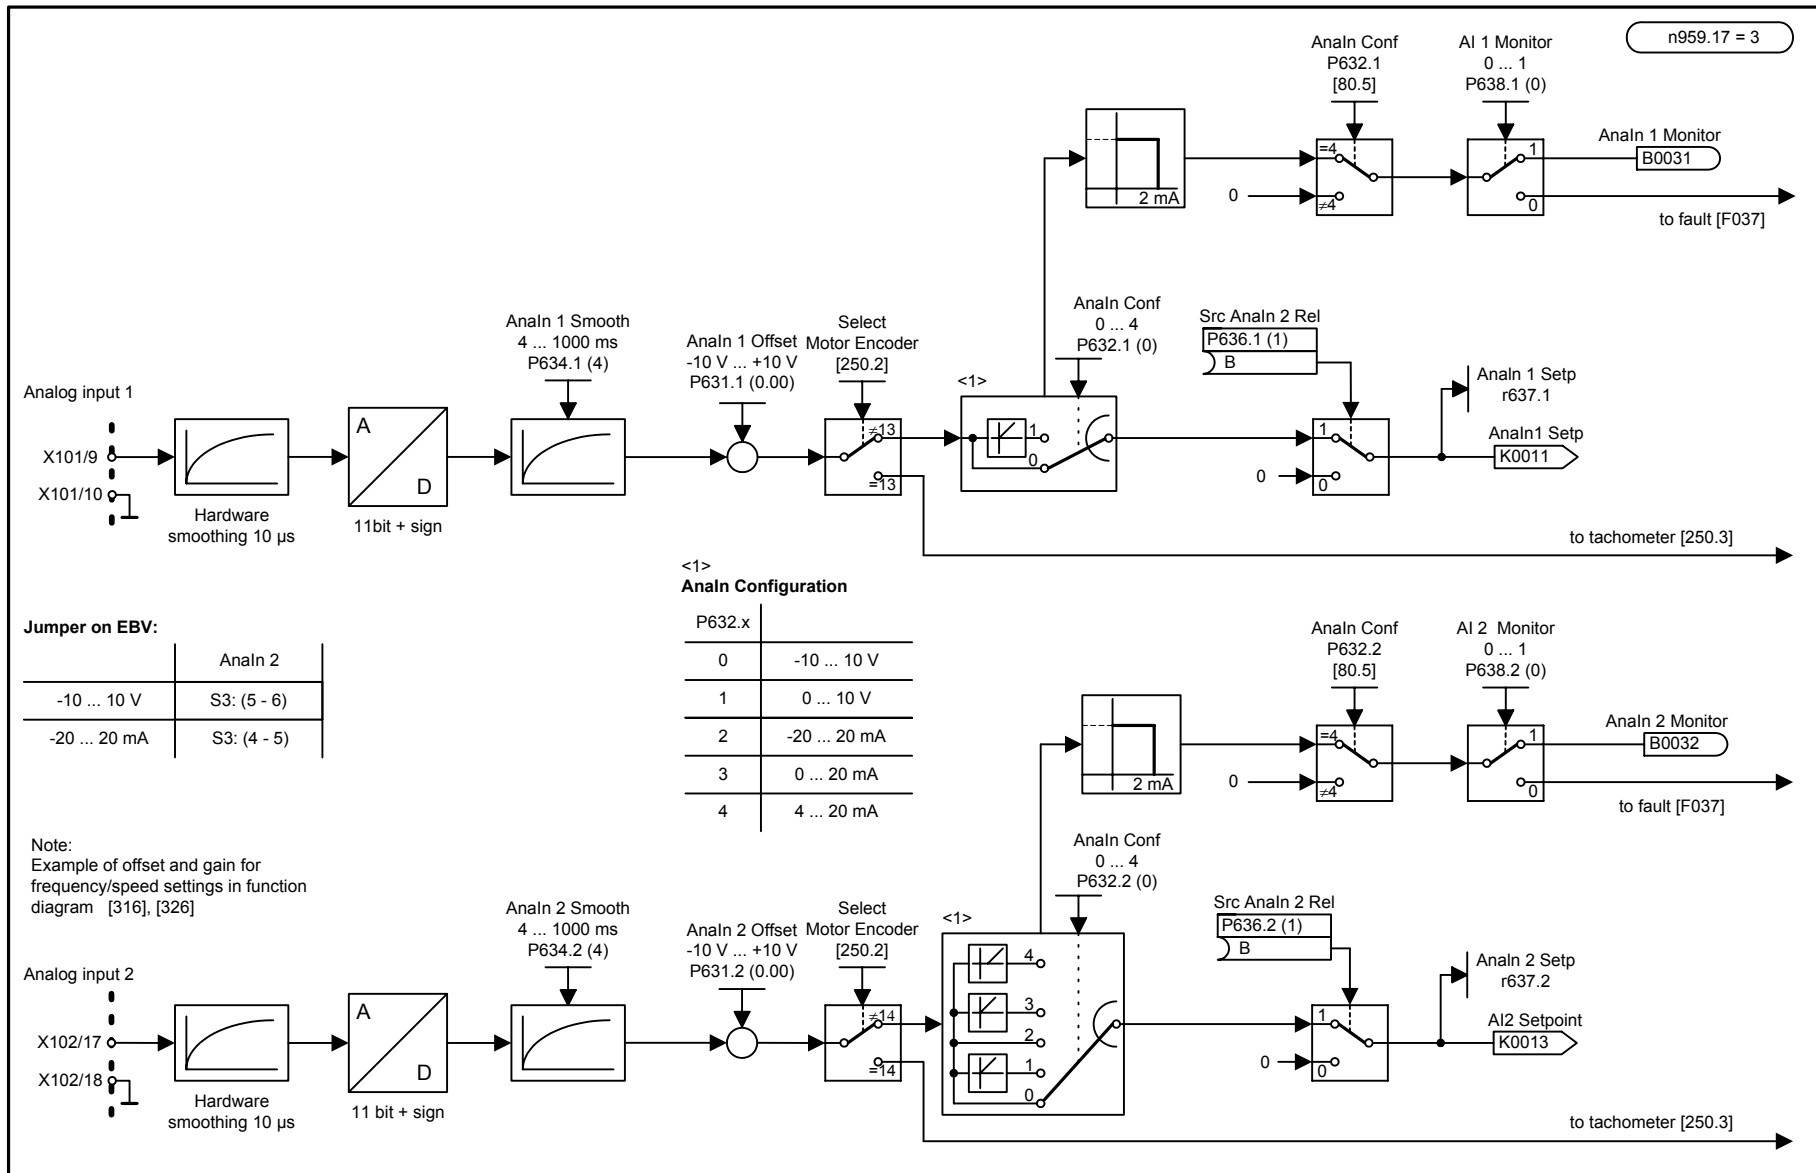 n959.17 = 3
AnaIn Conf
P632.1
[80.5]
AI 1 Monitor
0 ... 1
P638.1 (0)
2 mA
=4
0
≠4
1
0
AnaIn 1 Monitor
B0031
to fault [F037]
Analog input 1
X101/9
X101/10
Hardware
smoothing 10 µs
A
D
11bit + sign
AnaIn 1 Smooth
4 ... 1000 ms
P634.1 (4)
AnaIn 1 Offset
-10 V ... +10 V
P631.1 (0.00)
Select
Motor Encoder
[250.2]
≠13
=13
<1>
AnaIn Conf
0 ... 4
P632.1 (0)
1
0
Src AnaIn 2 Rel
P636.1 (1)
B
1
0
0
AnaIn 1 Setp
r637.1
AnaIn1 Setp
K0011
to tachometer [250.3]
Jumper on EBV:
AnaIn 2
-10 ... 10 V S3: (5 - 6)
-20 ... 20 mA S3: (4 - 5)
<1>
AnaIn Configuration
P632.x
0 -10 ... 10 V
1 0 ... 10 V
2 -20 ... 20 mA
3 0 ... 20 mA
4 4 ... 20 mA
AnaIn Conf
P632.2
[80.5]
AI 2 Monitor
0 ... 1
P638.2 (0)
2 mA
=4
0
≠4
1
0
AnaIn 2 Monitor
B0032
to fault [F037]
Note:
Example of offset and gain for
frequency/speed settings in function
diagram [316], [326]
Analog input 2
X102/17
X102/18
Hardware
smoothing 10 µs
A
D
11 bit + sign
AnaIn 2 Smooth
4 ... 1000 ms
P634.2 (4)
AnaIn 2 Offset
-10 V ... +10 V
P631.2 (0.00)
Select
Motor Encoder
[250.2]
≠14
=14
<1>
AnaIn Conf
0 ... 4
P632.2 (0)
4
3
2
1
0
Src AnaIn 2 Rel
P636.2 (1)
B
1
0
0
AnaIn 2 Setp
r637.2
AI2 Setpoint
K0013
to tachometer [250.3]